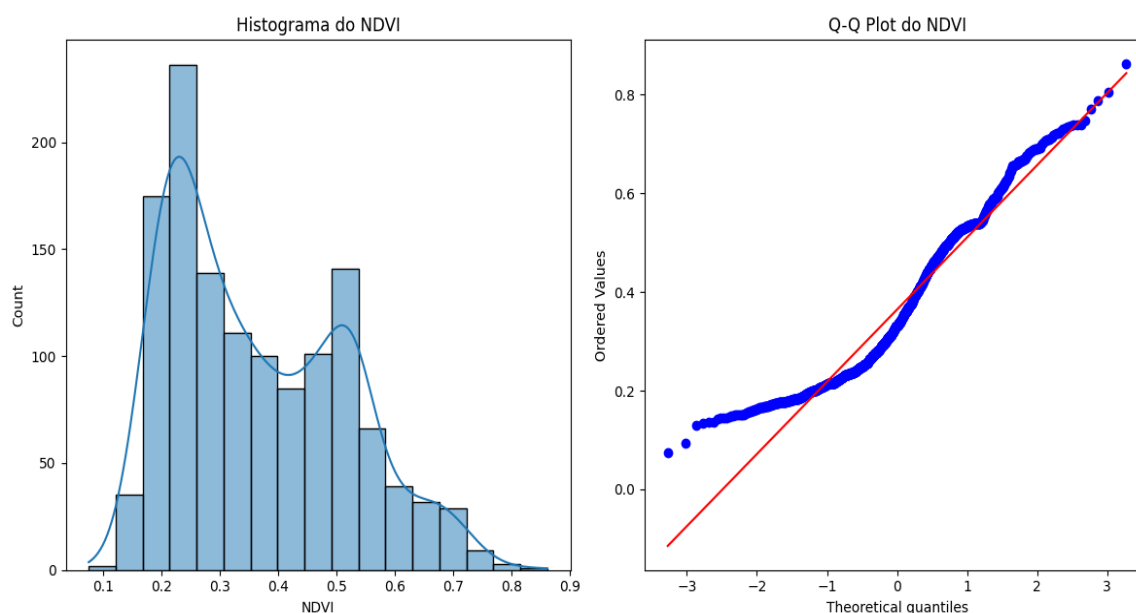 Histograma do NDVI
Count
200
150
100
50
0
0.1 0.2 0.3 0.4 0.5 0.6 0.7 0.8 0.9
NDVI
Q-Q Plot do NDVI
Ordered Values
0.8
0.6
0.4
0.2
0.0
−3 −2 −1 0 1 2 3
Theoretical quantiles